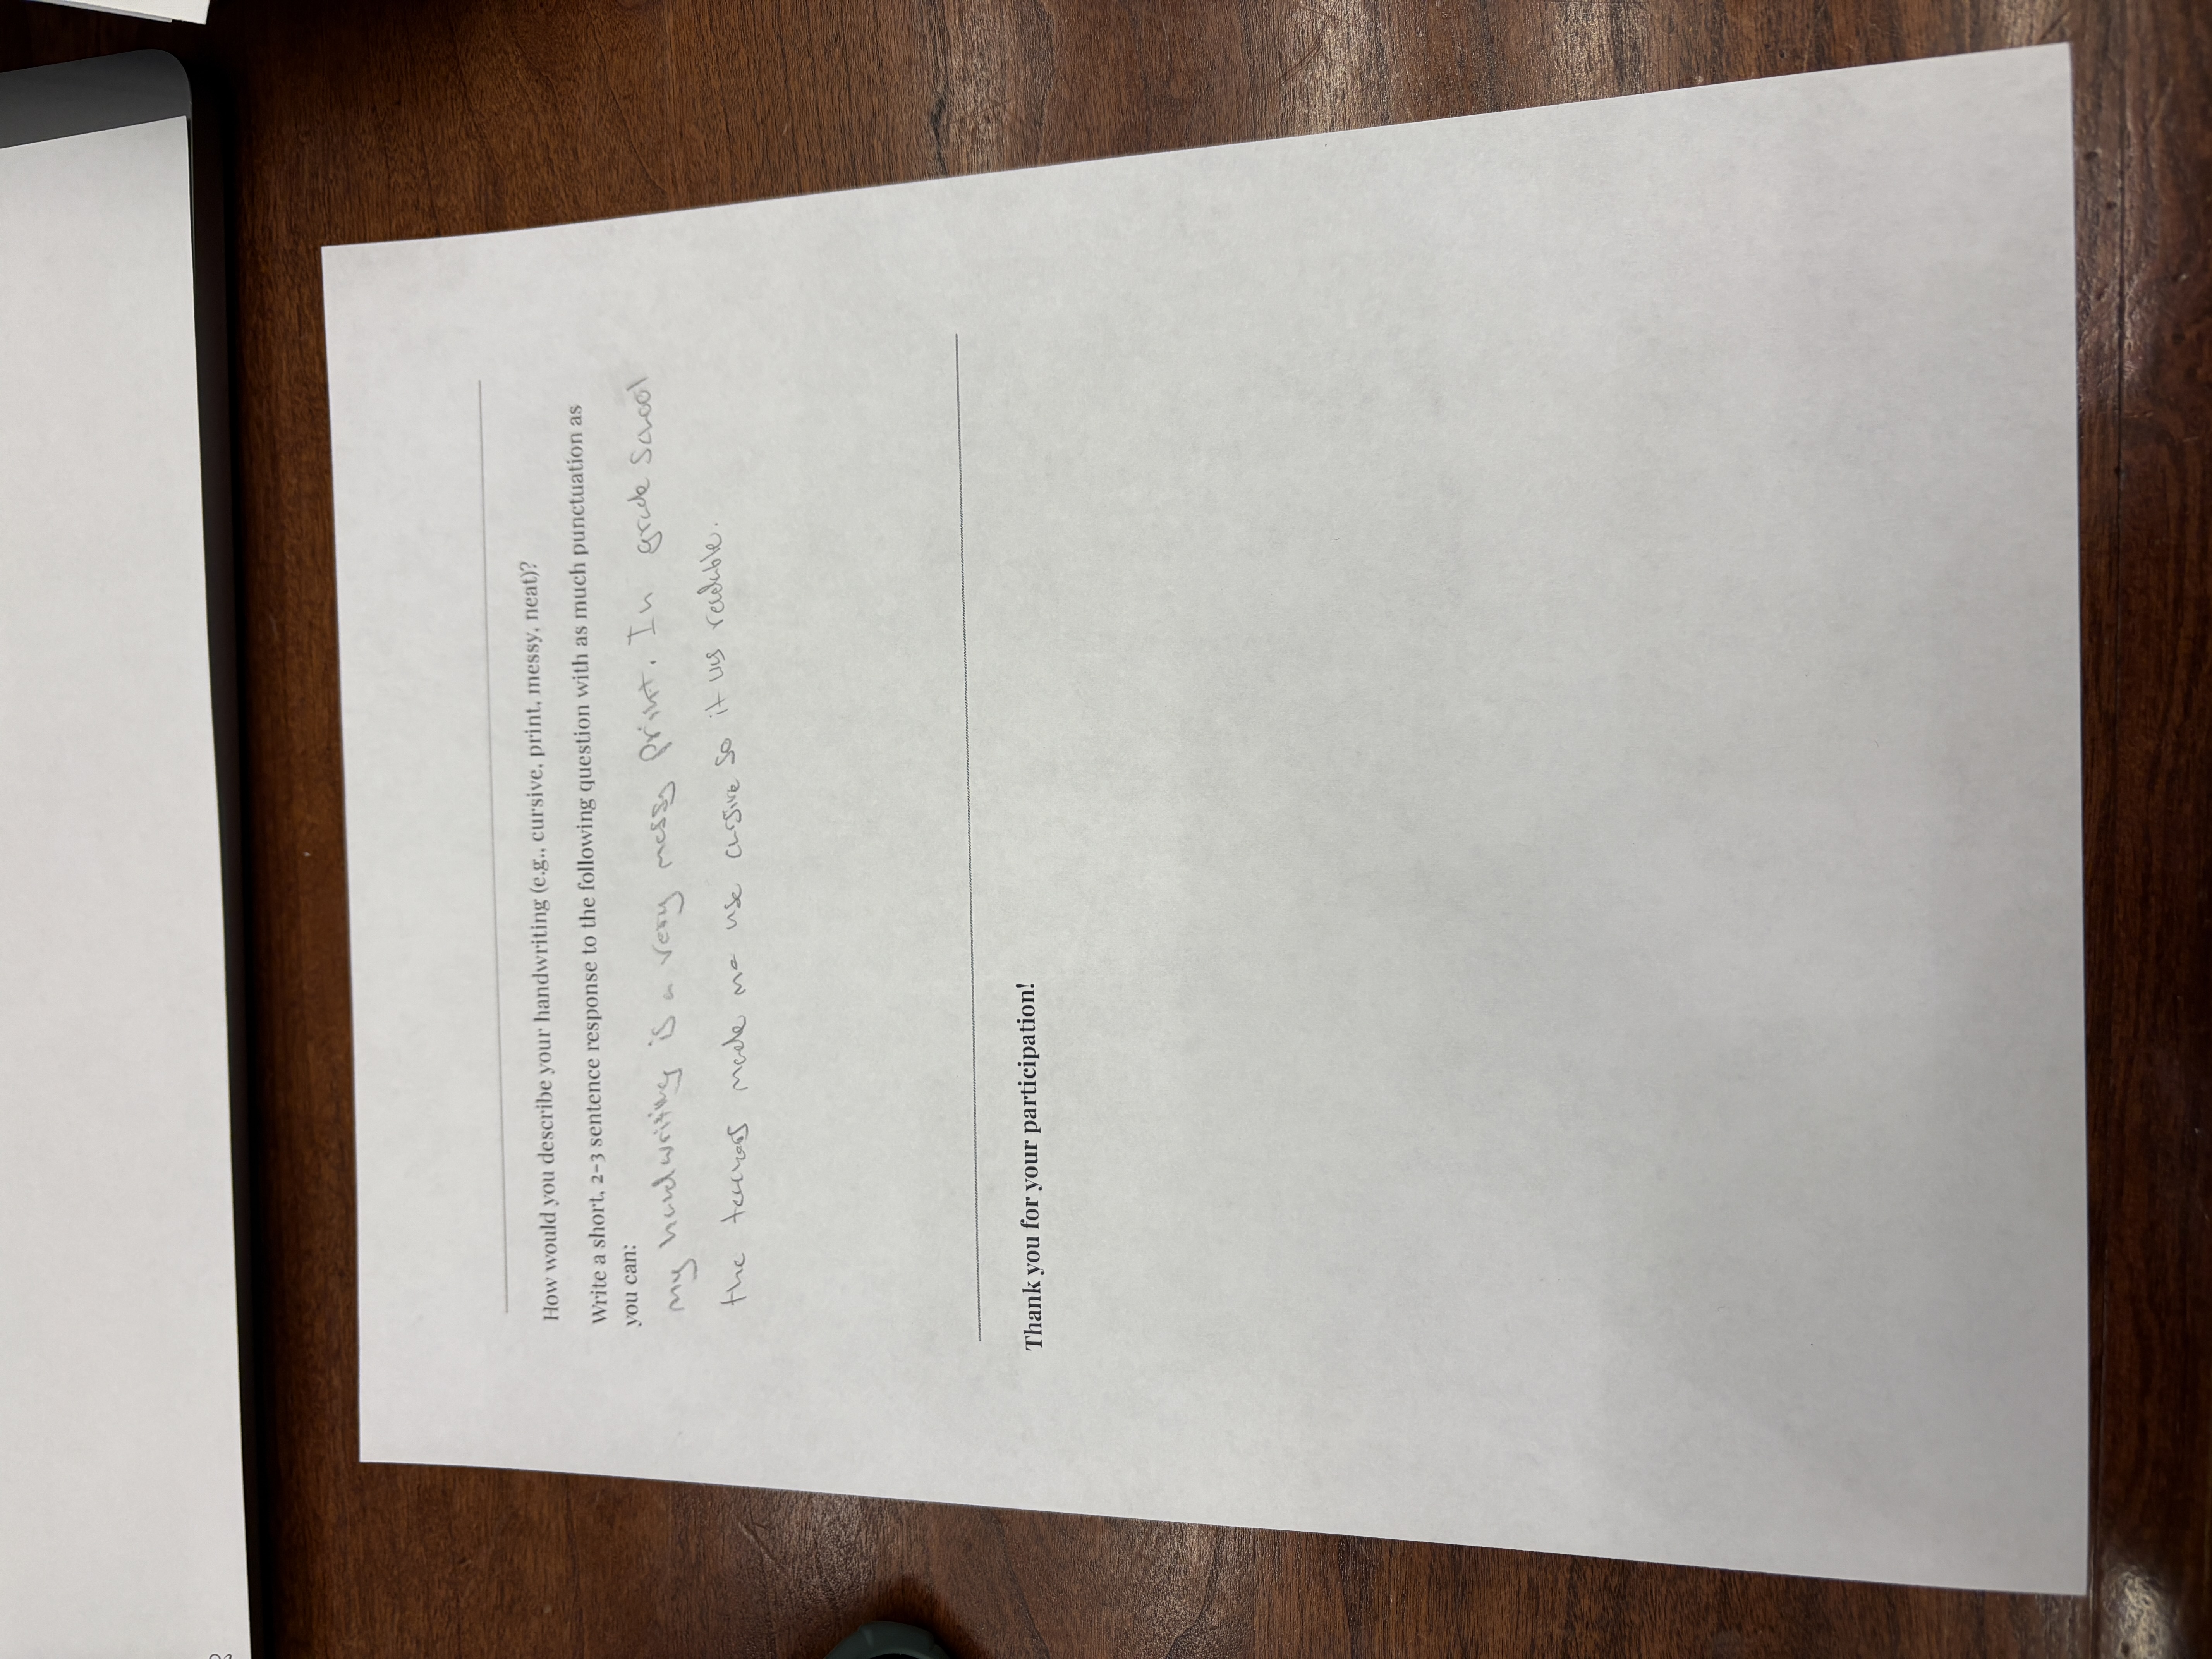 How would you describe your handwriting (e.g., cursive, print, messy, neat)?
Write a short, 2-3 sentence response to the following question with as much punctuation as
you can:
my handwriting is a very messy print. In grade School
the teachers made me use cursive so it was readable.
Thank you for your participation!